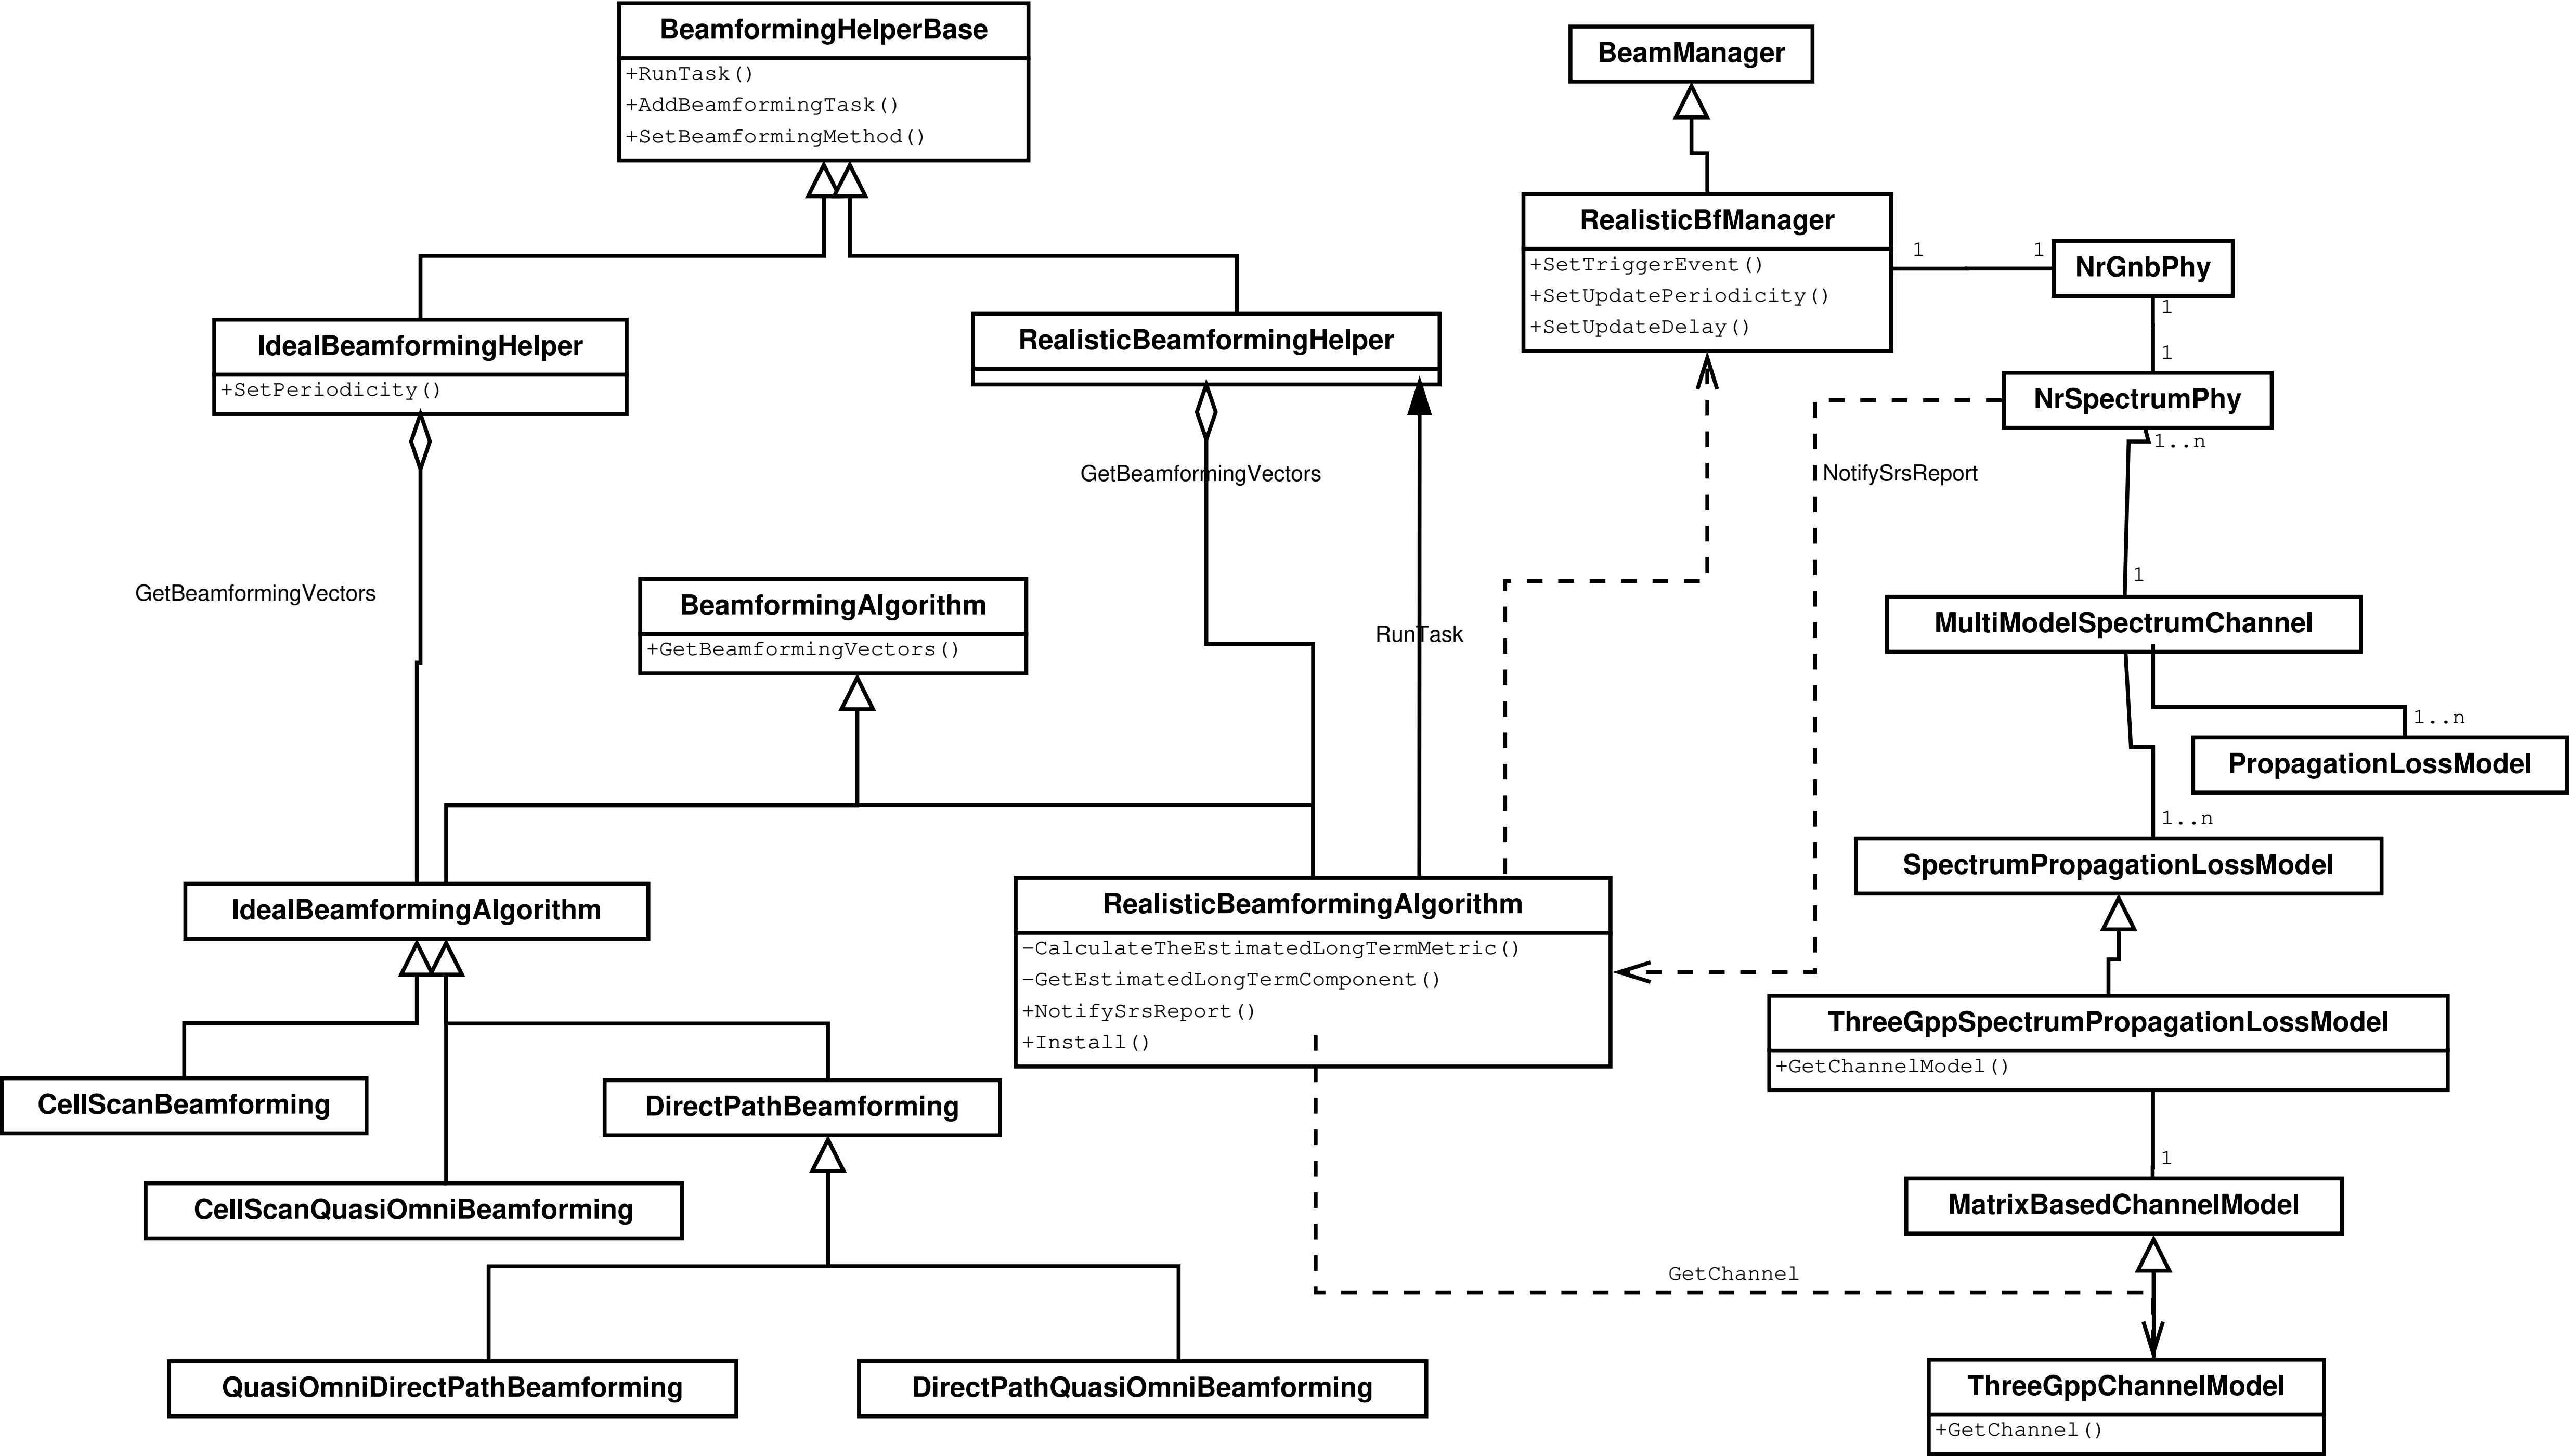 BeamformingHelperBase
+RunTask()
+AddBeamformingTask()
+SetBeamformingMethod()
BeamManager
RealisticBfManager
+SetTriggerEvent()
+SetUpdatePeriodicity()
+SetUpdateDelay()
1
1
NrGnbPhy
1
1
IdealBeamformingHelper
+SetPeriodicity()
RealisticBeamformingHelper
NrSpectrumPhy
1..n
GetBeamformingVectors
NotifySrsReport
GetBeamformingVectors
BeamformingAlgorithm
+GetBeamformingVectors()
RunTask
1
MultiModelSpectrumChannel
1..n
PropagationLossModel
1..n
SpectrumPropagationLossModel
IdealBeamformingAlgorithm
RealisticBeamformingAlgorithm
-CalculateTheEstimatedLongTermMetric()
-GetEstimatedLongTermComponent()
+NotifySrsReport()
+Install()
ThreeGppSpectrumPropagationLossModel
+GetChannelModel()
CellScanBeamforming
DirectPathBeamforming
1
CellScanQuasiOmniBeamforming
MatrixBasedChannelModel
GetChannel
QuasiOmniDirectPathBeamforming
DirectPathQuasiOmniBeamforming
ThreeGppChannelModel
+GetChannel()